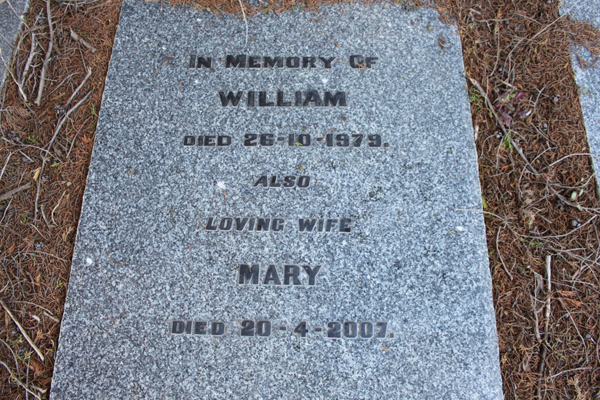 IN MEMORY OF
WILLIAM
DIED 26-10-1979.
ALSO
LOVING WIFE
MARY
DIED 20-4-2007.